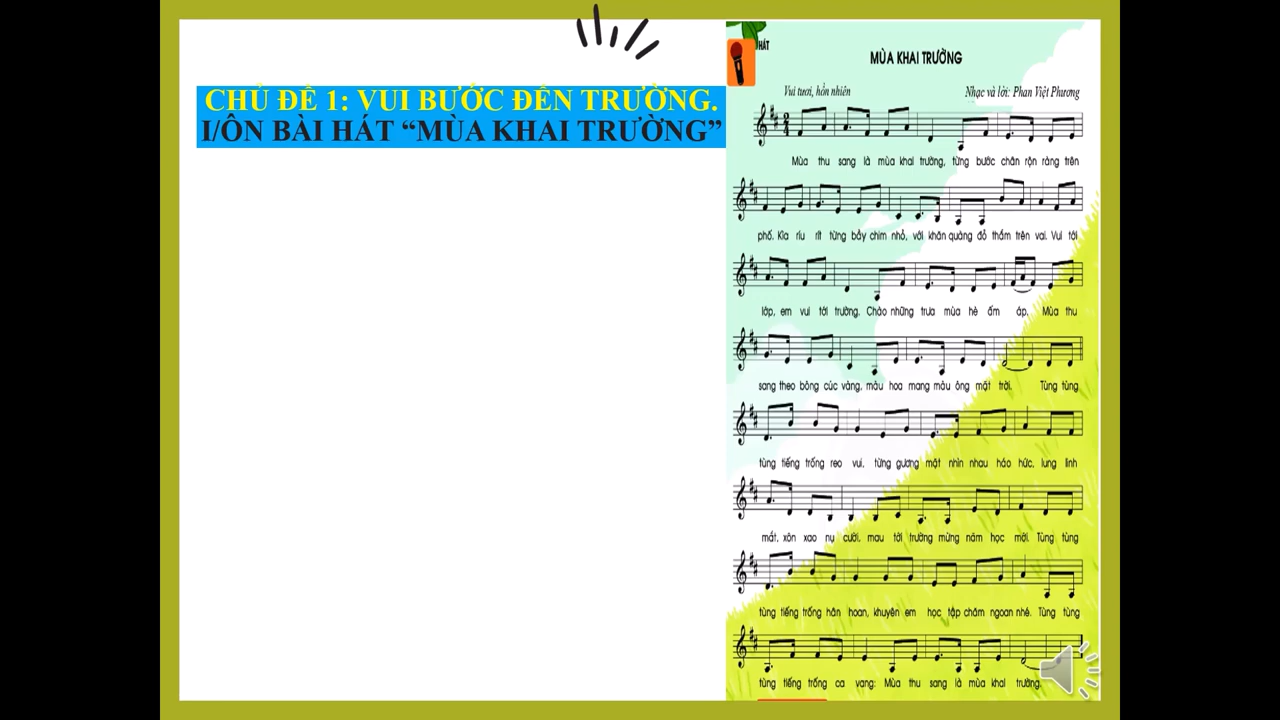 CHỦ ĐỀ 1: VUI BƯỚC ĐẾN TRƯỜNG.
I/ÔN BÀI HÁT “MÙA KHAI TRƯỜNG”
HÁT
MÙA KHAI TRƯỜNG
Vui tươi, hồn nhiên
Nhạc và lời: Phan Việt Phương
Mùa thu sang là mùa khai trường, từng bước chân rộn ràng trên
phố. Kìa ríu rít từng bầy chim nhỏ, với khăn quàng đỏ thắm trên vai. Vui tới
lớp, em vui tới trường. Chào những trưa mùa hè ấm áp. Mùa thu
sang theo bông cúc vàng, màu hoa mang màu ông mặt trời. Tùng tùng
tùng tiếng trống reo vui, từng gương mặt nhìn nhau háo hức, lung linh
mắt, xôn xao nụ cười, mau tới trường mừng năm học mới. Tùng tùng
tùng tiếng trống hân hoan, khuyên em học tập chăm ngoan nhé. Tùng tùng
tùng tiếng trống ca vang: Mùa thu sang là mùa khai trường.